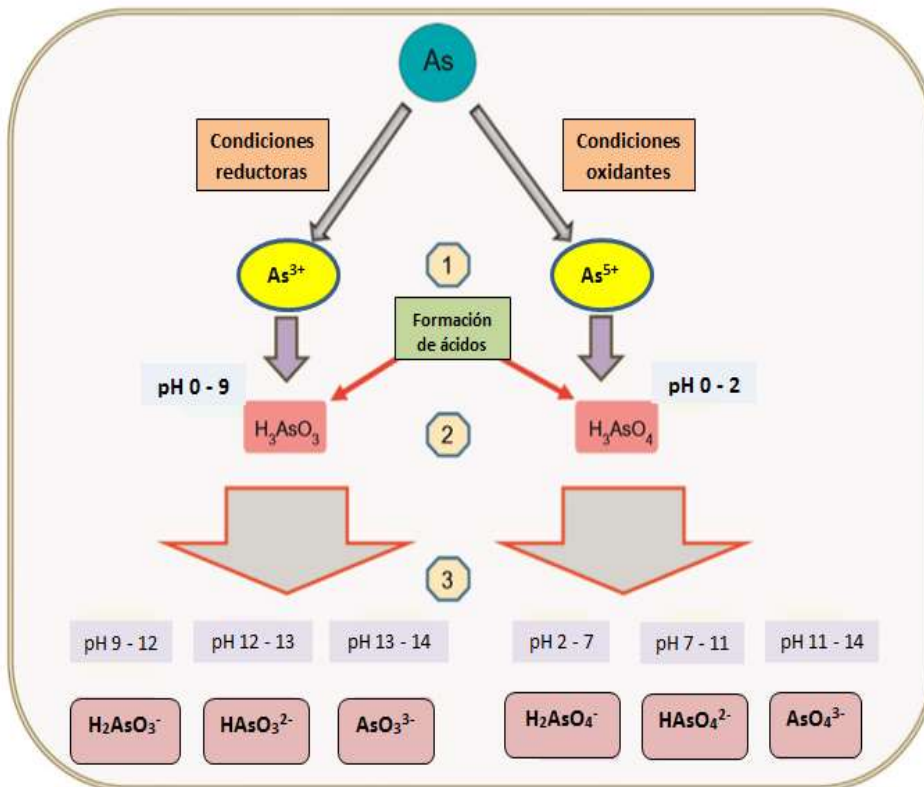 As
Condiciones
reductoras
Condiciones
oxidantes
As³⁺
1
As⁵⁺
Formación
de ácidos
pH 0 - 9
pH 0 - 2
H₃AsO₃
2
H₃AsO₄
3
pH 9 - 12
pH 12 - 13
pH 13 - 14
pH 2 - 7
pH 7 - 11
pH 11 - 14
H₂AsO₃⁻
HAsO₃²⁻
AsO₃³⁻
H₂AsO₄⁻
HAsO₄²⁻
AsO₄³⁻